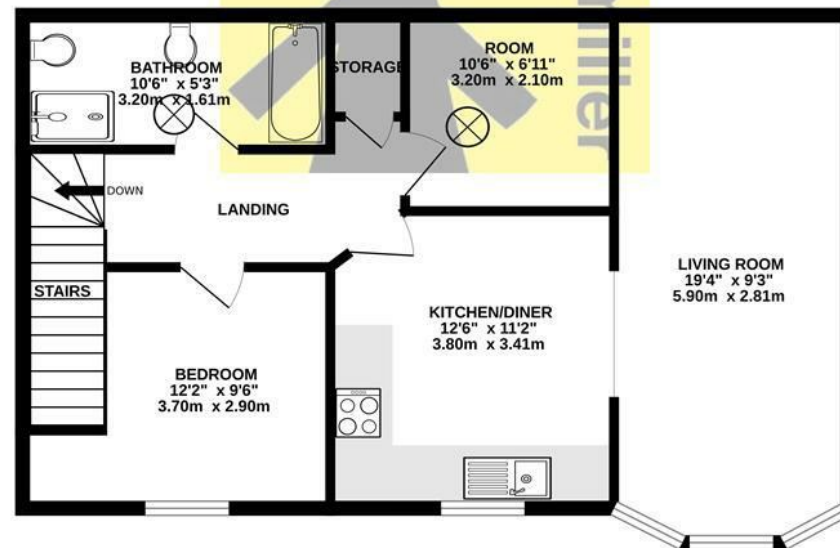 BATHROOM
10'6" x 5'3"
3.20m x 1.61m
STORAGE
ROOM
10'6" x 6'11"
3.20m x 2.10m
miller
DOWN
LANDING
STAIRS
LIVING ROOM
19'4" x 9'3"
5.90m x 2.81m
KITCHEN/DINER
12'6" x 11'2"
3.80m x 3.41m
BEDROOM
12'2" x 9'6"
3.70m x 2.90m